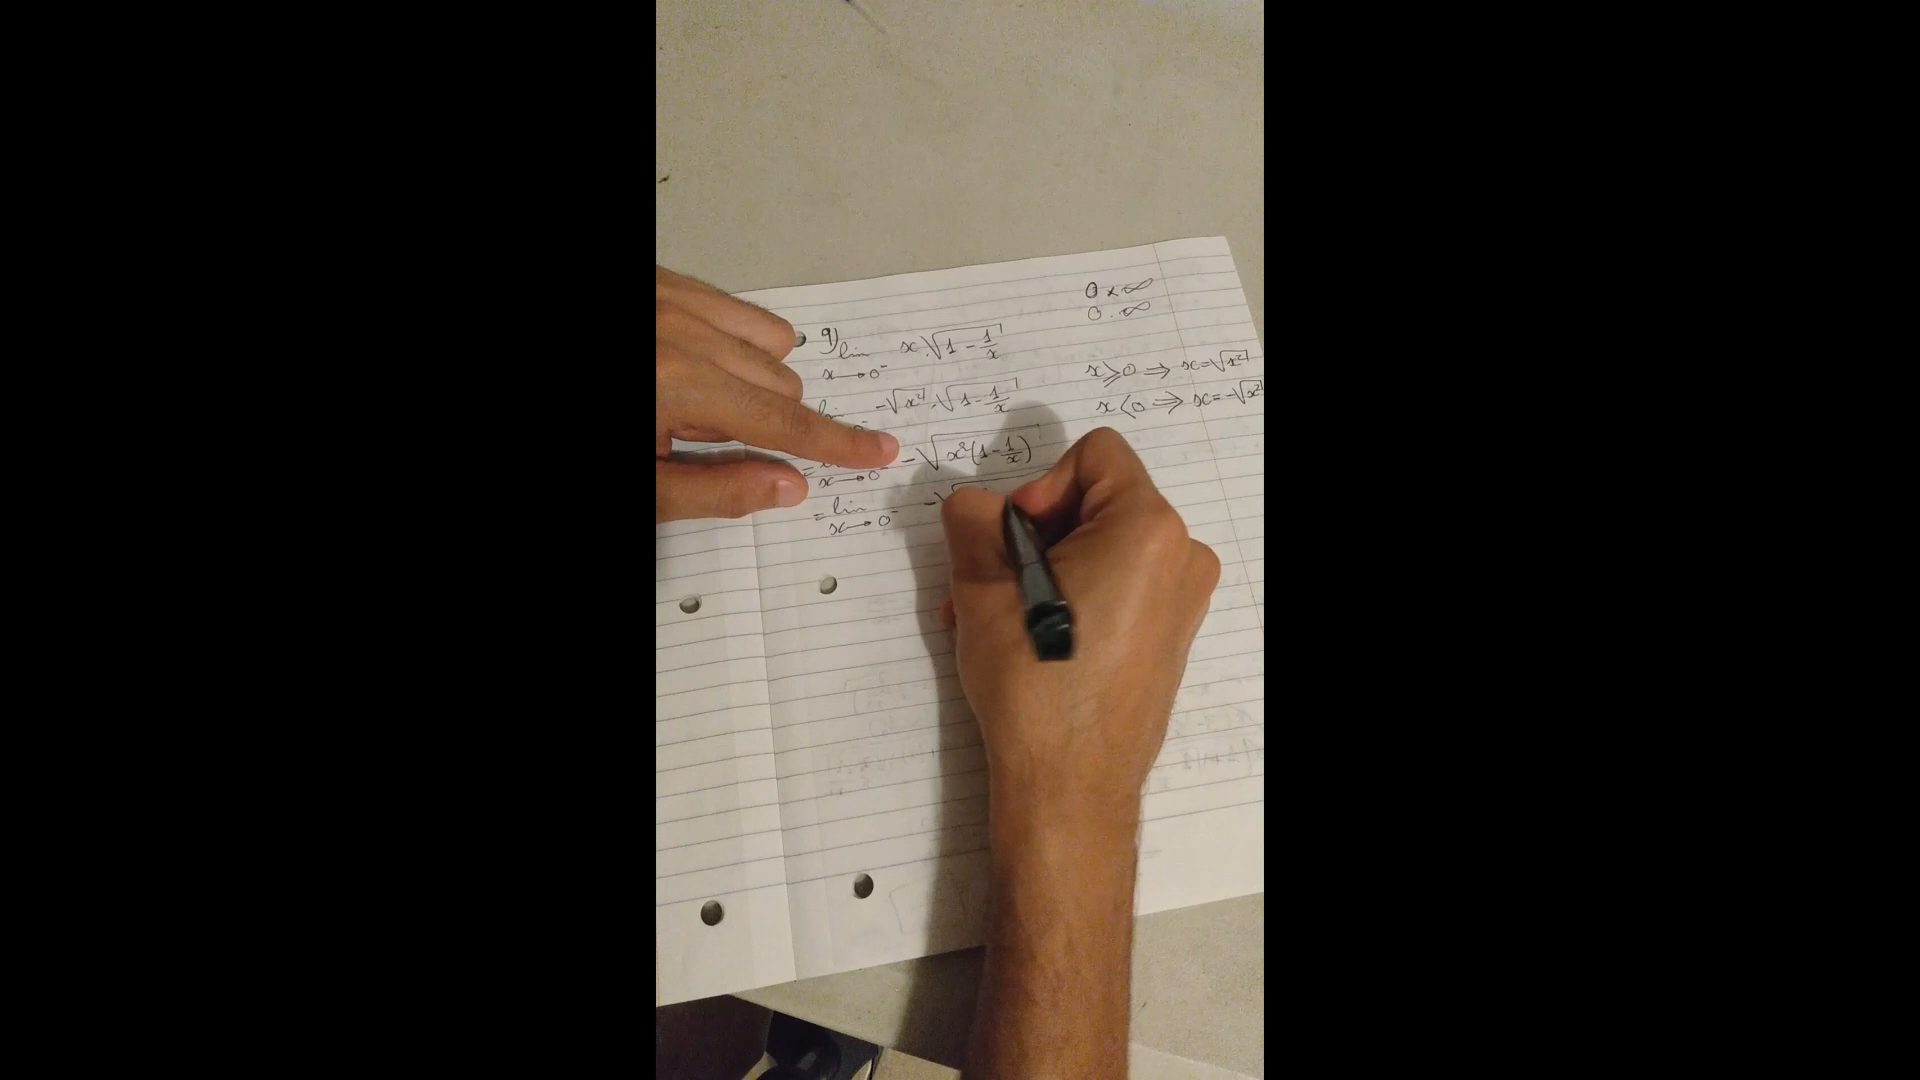 9) lim x→0⁻ x.√(1 - 1/x)
0 × ∞
0 . ∞
-√x² . √(1 - 1/x)
x ⩾ 0 ⇒ x = √x²
x < 0 ⇒ x = -√x²
= lim x→0⁻ -√(x²(1 - 1/x))
= lim x→0⁻ -√